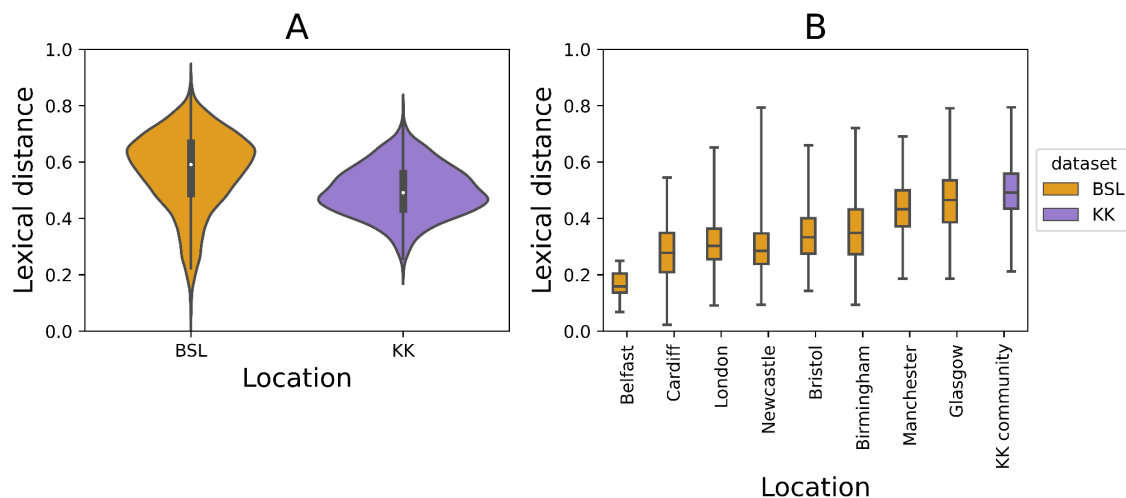 A
Lexical distance
1.0
0.8
0.6
0.4
0.2
0.0
BSL
KK
Location
B
Lexical distance
1.0
0.8
0.6
0.4
0.2
0.0
Belfast
Cardiff
London
Newcastle
Bristol
Birmingham
Manchester
Glasgow
KK community
Location
dataset
BSL
KK